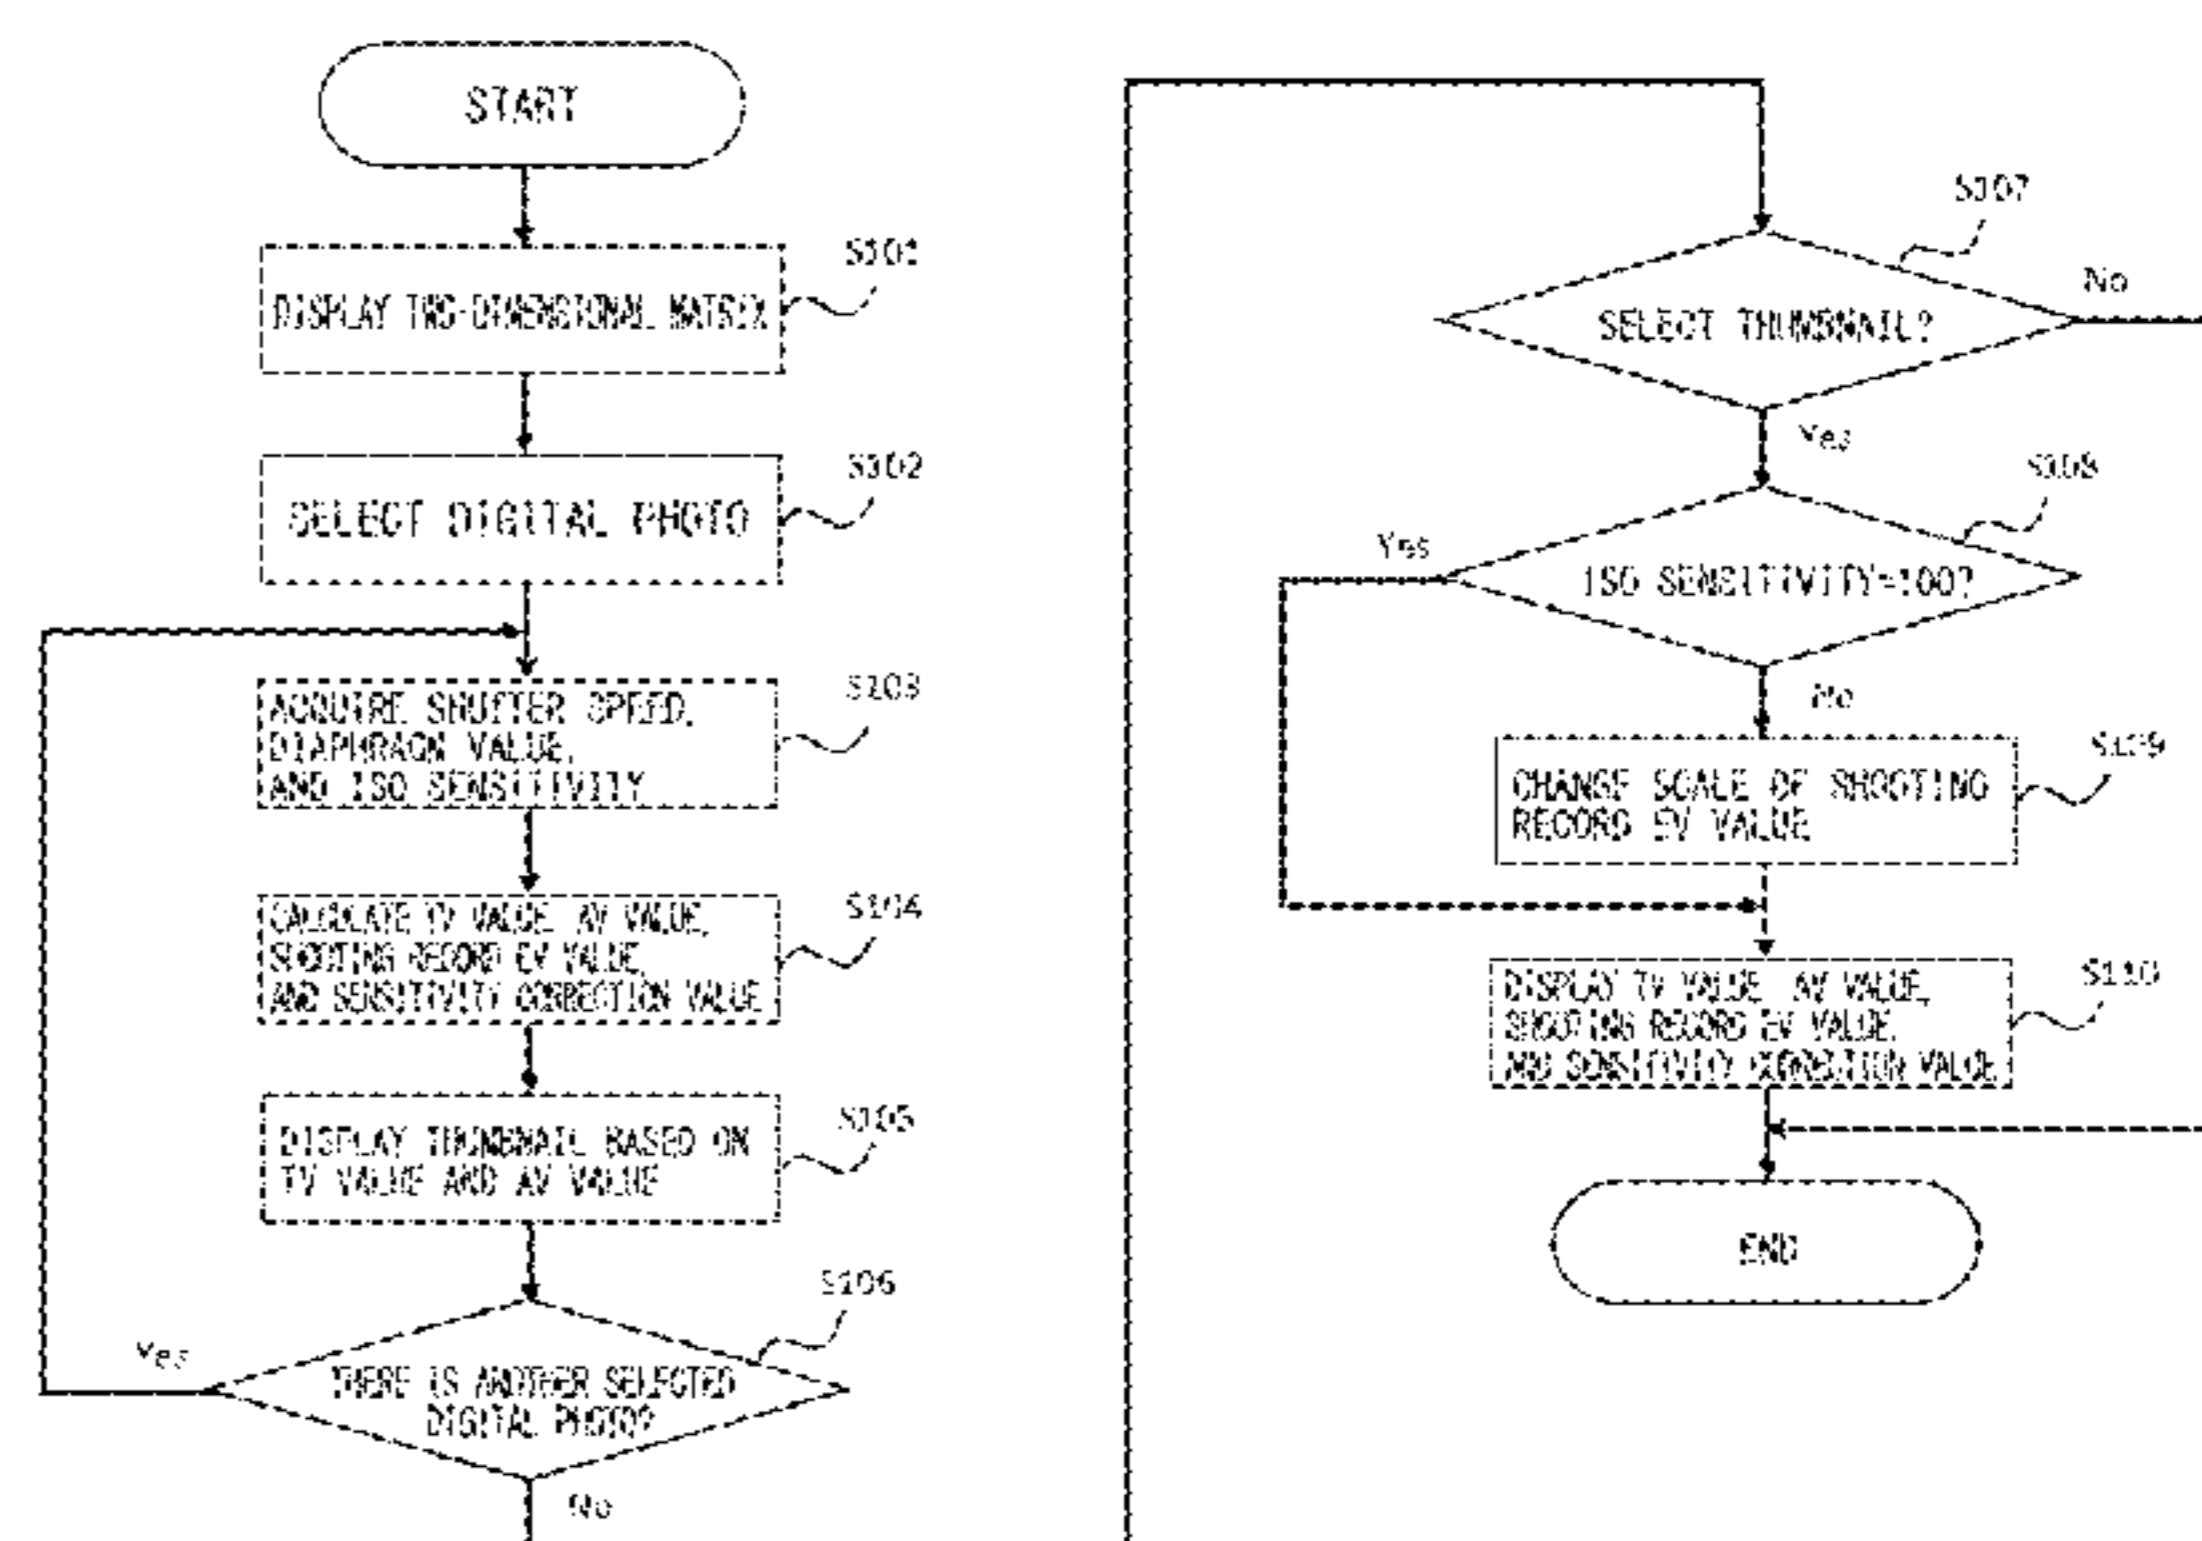 START
S101
DISPLAY TWO-DIMENSIONAL MATRIX
S102
SELECT DIGITAL PHOTO
S103
ACQUIRE SHUTTER SPEED,
DIAPHRAGM VALUE,
AND ISO SENSITIVITY
S104
CALCULATE TV VALUE, AV VALUE,
SHOOTING RECORD EV VALUE,
AND SENSITIVITY CORRECTION VALUE
S105
DISPLAY THUMBNAIL BASED ON
TV VALUE AND AV VALUE
S106
Yes
THERE IS ANOTHER SELECTED
DIGITAL PHOTO?
No
S107
No
SELECT THUMBNAIL?
Yes
S108
Yes
ISO SENSITIVITY=100?
No
S109
CHANGE SCALE OF SHOOTING
RECORD EV VALUE
S110
DISPLAY TV VALUE, AV VALUE,
SHOOTING RECORD EV VALUE,
AND SENSITIVITY CORRECTION VALUE
END